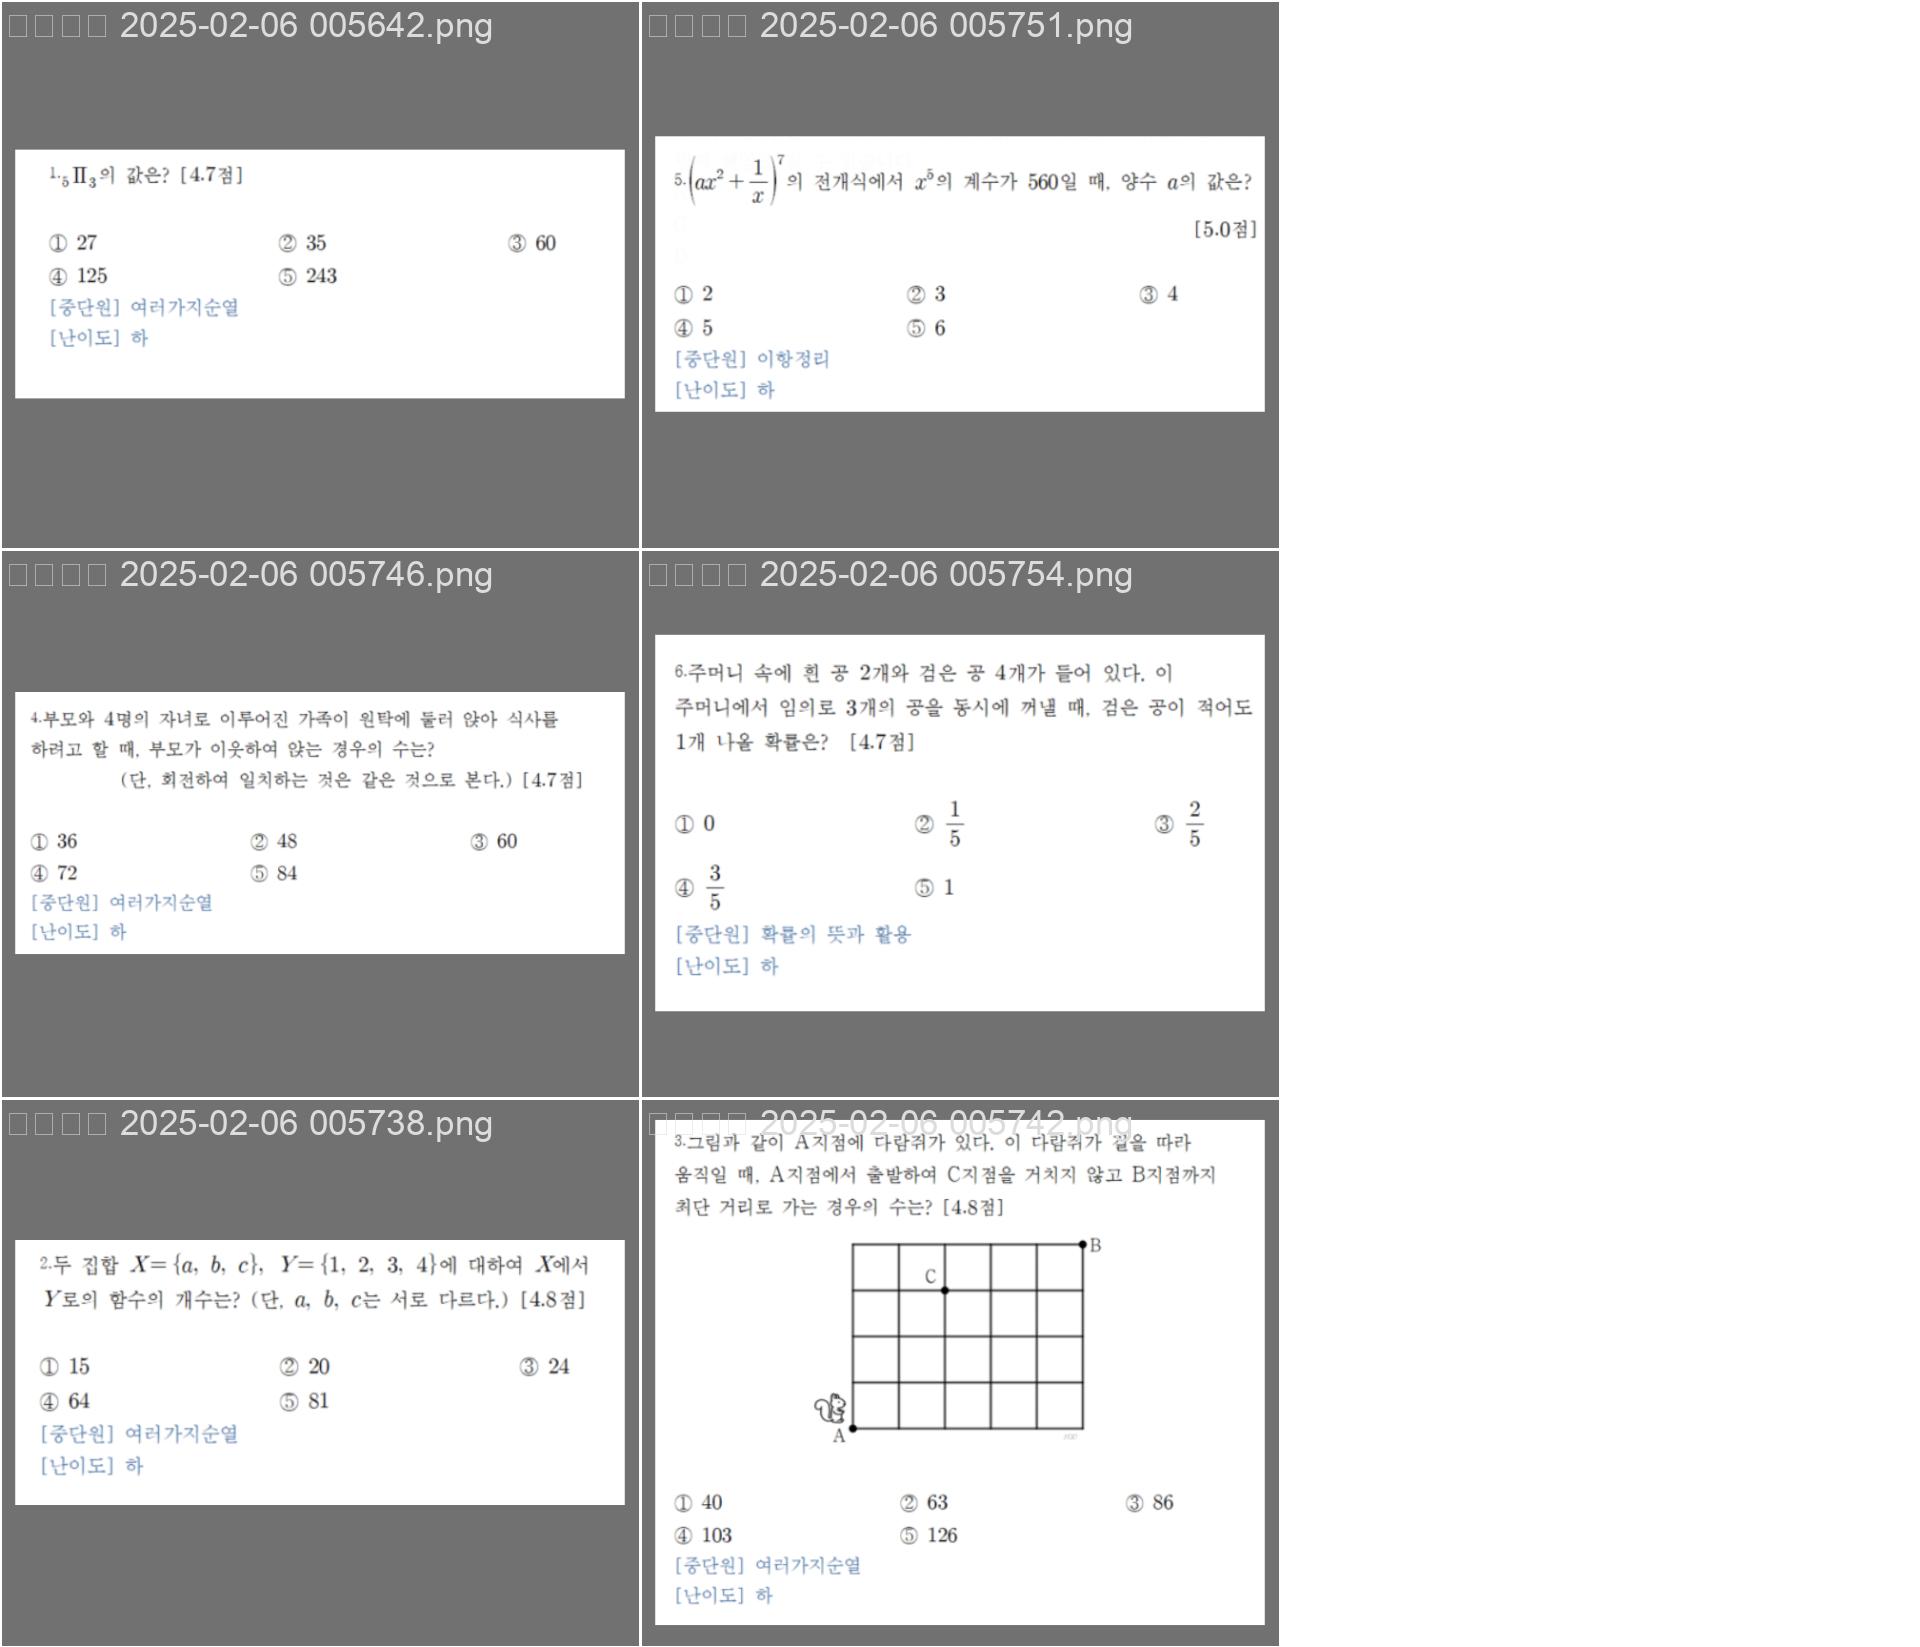 2025-02-06 005642.png
1. ₅Π₃의 값은? [4.7점]
① 27 ② 35 ③ 60
④ 125 ⑤ 243
[중단원] 여러가지순열
[난이도] 하
2025-02-06 005751.png
5. (ax² + 1/x)⁷의 전개식에서 x⁵의 계수가 560일 때, 양수 a의 값은?
[5.0점]
① 2 ② 3 ③ 4
④ 5 ⑤ 6
[중단원] 이항정리
[난이도] 하
2025-02-06 005746.png
4.부모와 4명의 자녀로 이루어진 가족이 원탁에 둘러 앉아 식사를
하려고 할 때, 부모가 이웃하여 앉는 경우의 수는?
(단, 회전하여 일치하는 것은 같은 것으로 본다.) [4.7점]
① 36 ② 48 ③ 60
④ 72 ⑤ 84
[중단원] 여러가지순열
[난이도] 하
2025-02-06 005754.png
6.주머니 속에 흰 공 2개와 검은 공 4개가 들어 있다. 이
주머니에서 임의로 3개의 공을 동시에 꺼낼 때, 검은 공이 적어도
1개 나올 확률은? [4.7점]
① 0 ② 1/5 ③ 2/5
④ 3/5 ⑤ 1
[중단원] 확률의 뜻과 활용
[난이도] 하
2025-02-06 005738.png
2.두 집합 X={a, b, c}, Y={1, 2, 3, 4}에 대하여 X에서
Y로의 함수의 개수는? (단, a, b, c는 서로 다르다.) [4.8점]
① 15 ② 20 ③ 24
④ 64 ⑤ 81
[중단원] 여러가지순열
[난이도] 하
2025-02-06 005742.png
3.그림과 같이 A지점에 다람쥐가 있다. 이 다람쥐가 길을 따라
움직일 때, A지점에서 출발하여 C지점을 거치지 않고 B지점까지
최단 거리로 가는 경우의 수는? [4.8점]
B
C
A
① 40 ② 63 ③ 86
④ 103 ⑤ 126
[중단원] 여러가지순열
[난이도] 하